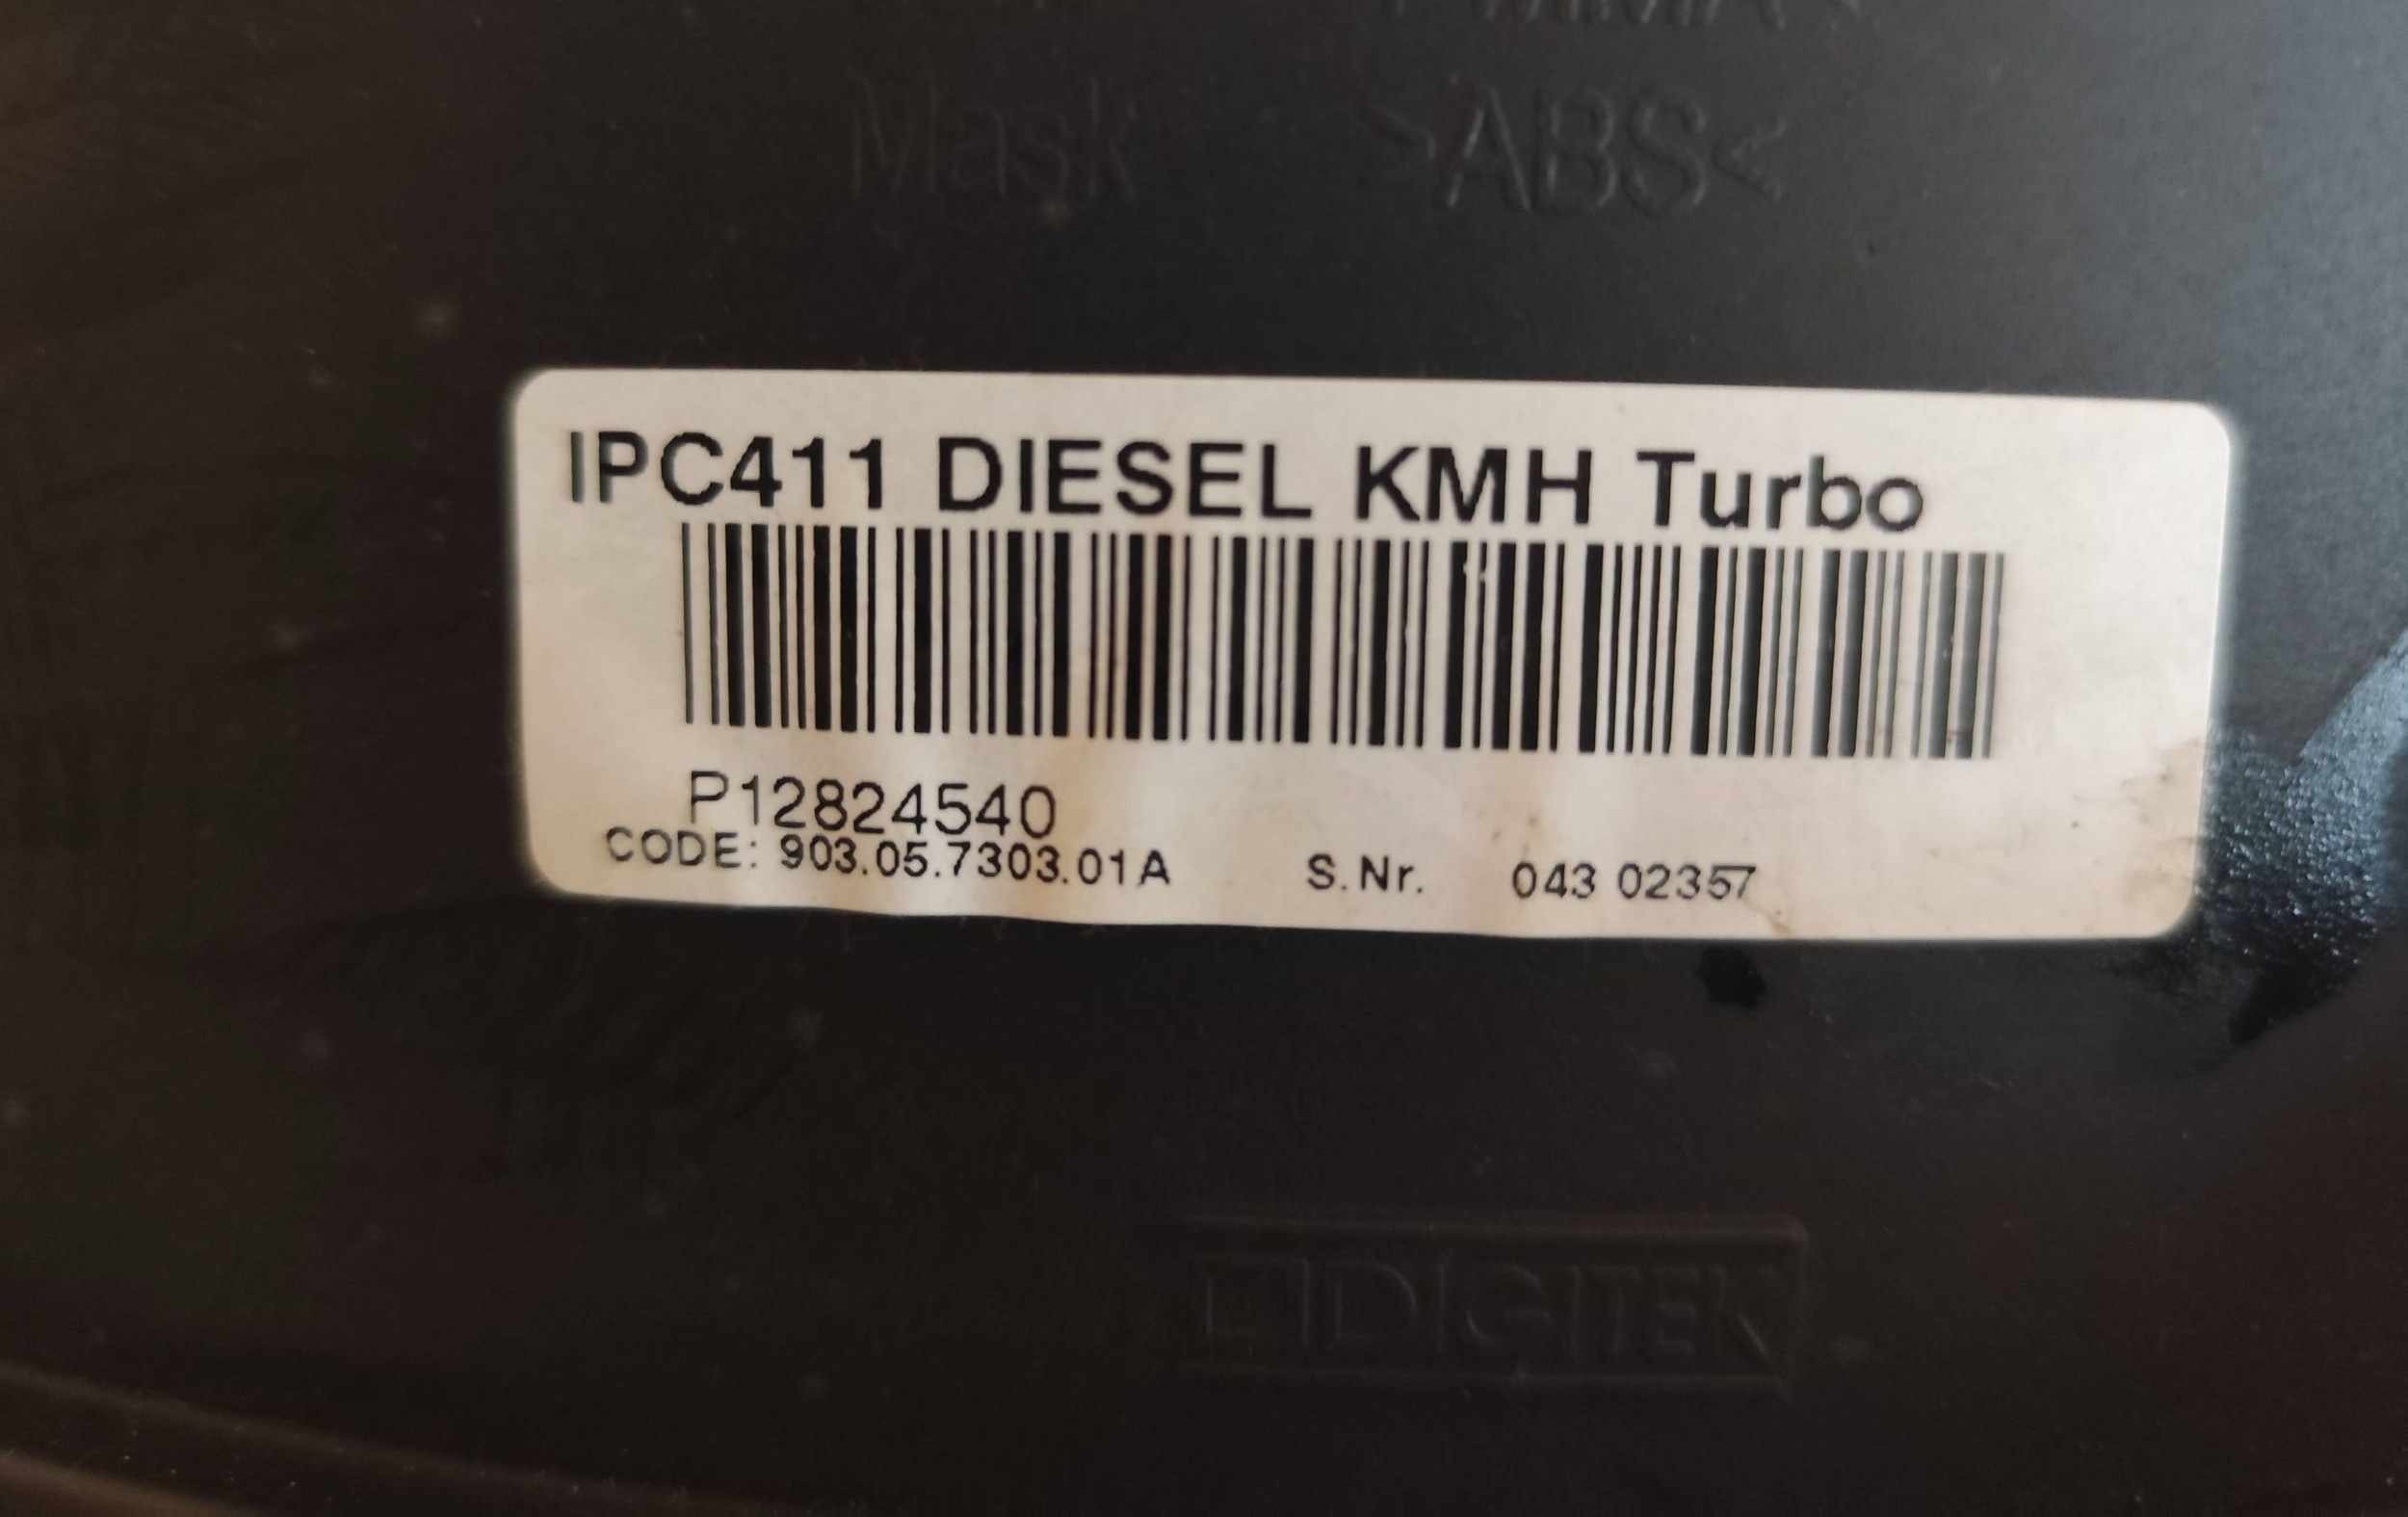 Mask >ABS<
IPC411 DIESEL KMH Turbo
P12824540
CODE: 903.05.7303.01A S.Nr. 043 02357
DIGITEK